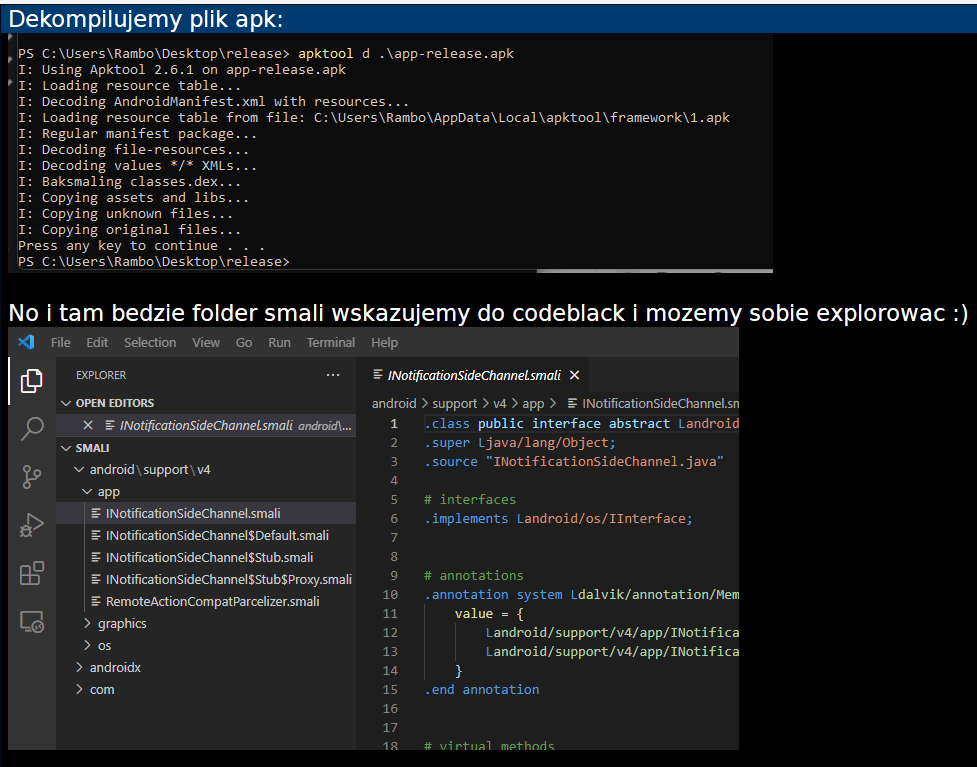 Dekompilujemy plik apk:
PS C:\Users\Rambo\Desktop\release> apktool d .\app-release.apk
I: Using Apktool 2.6.1 on app-release.apk
I: Loading resource table...
I: Decoding AndroidManifest.xml with resources...
I: Loading resource table from file: C:\Users\Rambo\AppData\Local\apktool\framework\1.apk
I: Regular manifest package...
I: Decoding file-resources...
I: Decoding values */* XMLs...
I: Baksmaling classes.dex...
I: Copying assets and libs...
I: Copying unknown files...
I: Copying original files...
Press any key to continue . . .
PS C:\Users\Rambo\Desktop\release>
No i tam bedzie folder smali wskazujemy do codeblack i mozemy sobie explorowac :)
File Edit Selection View Go Run Terminal Help
EXPLORER ...
OPEN EDITORS
INotificationSideChannel.smali android\...
SMALI
android\support\v4
app
INotificationSideChannel.smali
INotificationSideChannel$Default.smali
INotificationSideChannel$Stub.smali
INotificationSideChannel$Stub$Proxy.smali
RemoteActionCompatParcelizer.smali
graphics
os
androidx
com
INotificationSideChannel.smali
android > support > v4 > app > INotificationSideChannel.sm
1 .class public interface abstract Landroid
2 .super Ljava/lang/Object;
3 .source "INotificationSideChannel.java"
4
5 # interfaces
6 .implements Landroid/os/IInterface;
7
8
9 # annotations
10 .annotation system Ldalvik/annotation/Mem
11 value = {
12 Landroid/support/v4/app/INotifica
13 Landroid/support/v4/app/INotifica
14 }
15 .end annotation
16
17
18 # virtual methods